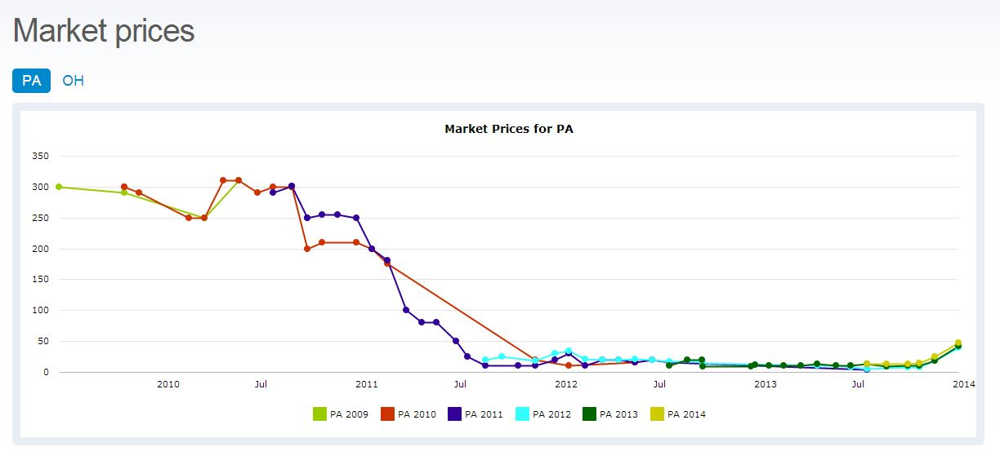 Market prices
PA OH
Market Prices for PA
350
300
250
200
150
100
50
0
2010 Jul 2011 Jul 2012 Jul 2013 Jul 2014
PA 2009 PA 2010 PA 2011 PA 2012 PA 2013 PA 2014